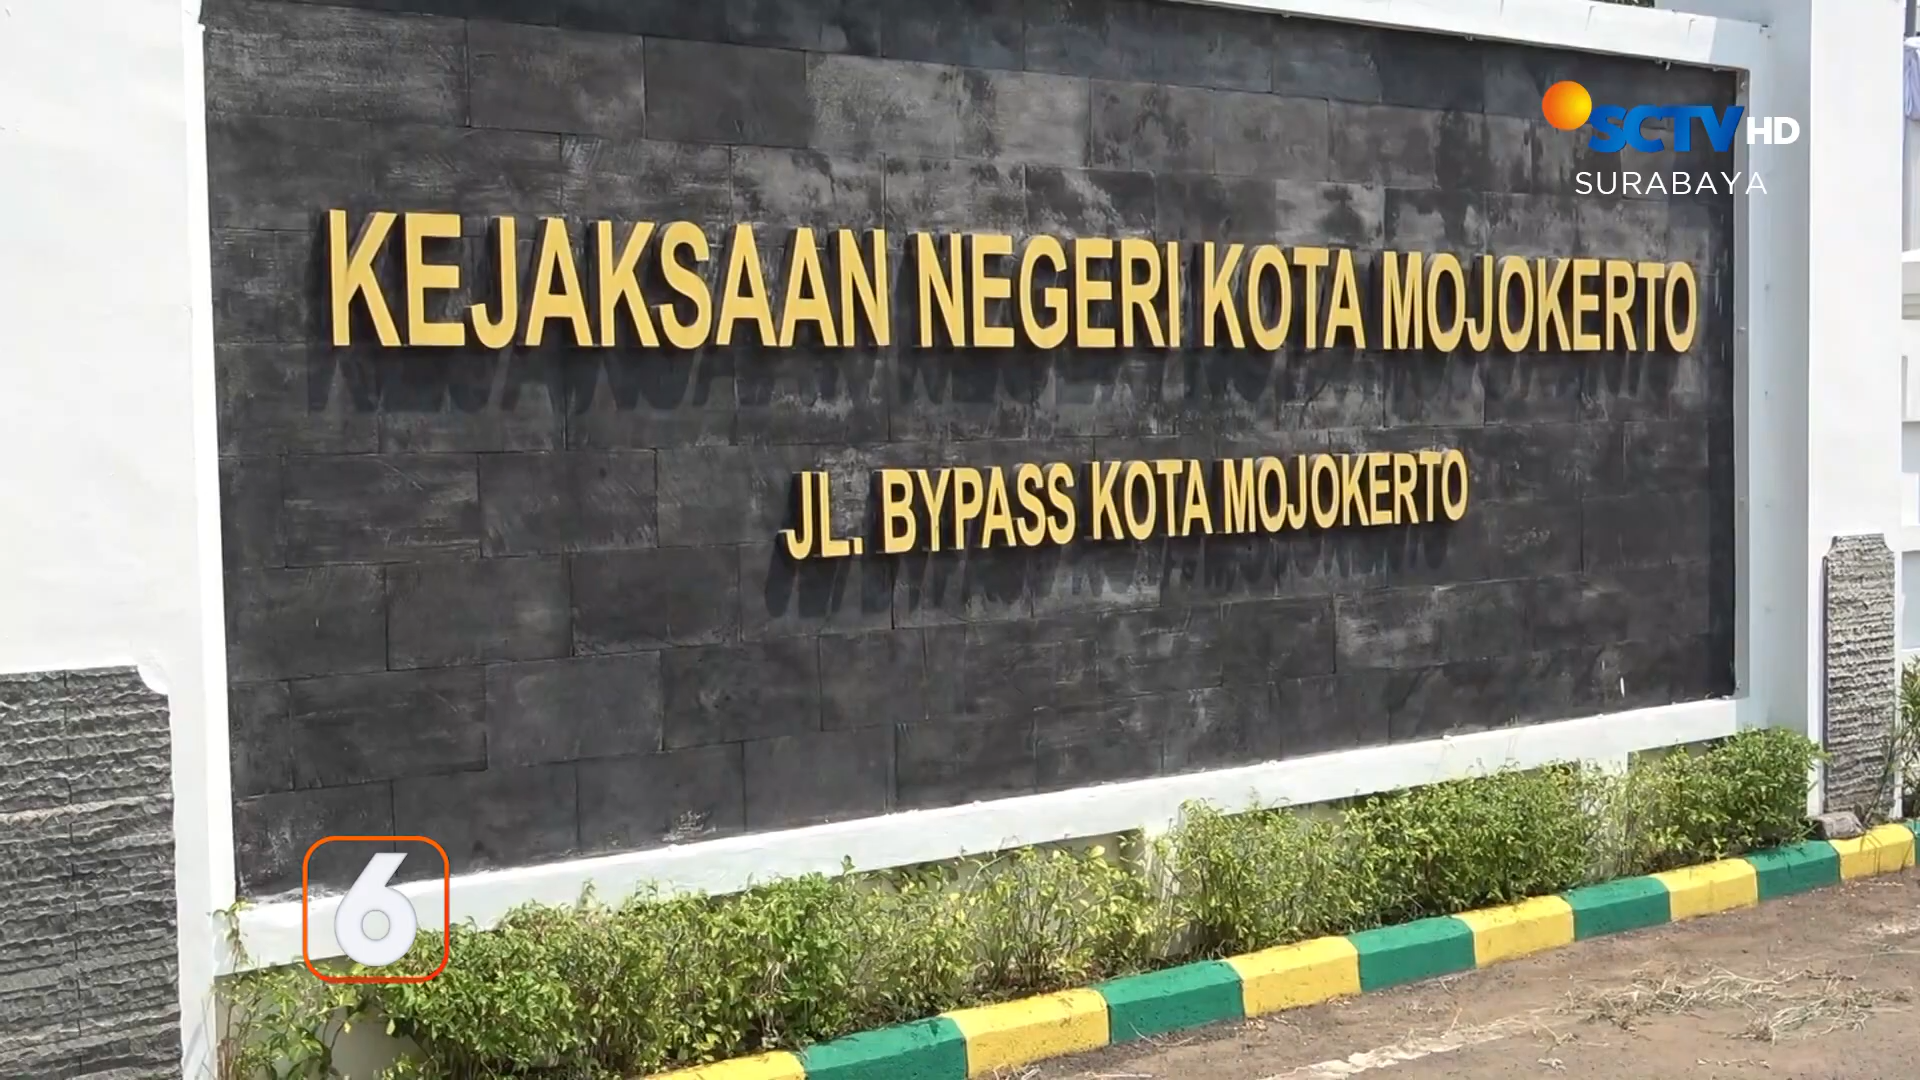 SCTV HD
SURABAYA
KEJAKSAAN NEGERI KOTA MOJOKERTO
JL. BYPASS KOTA MOJOKERTO
6